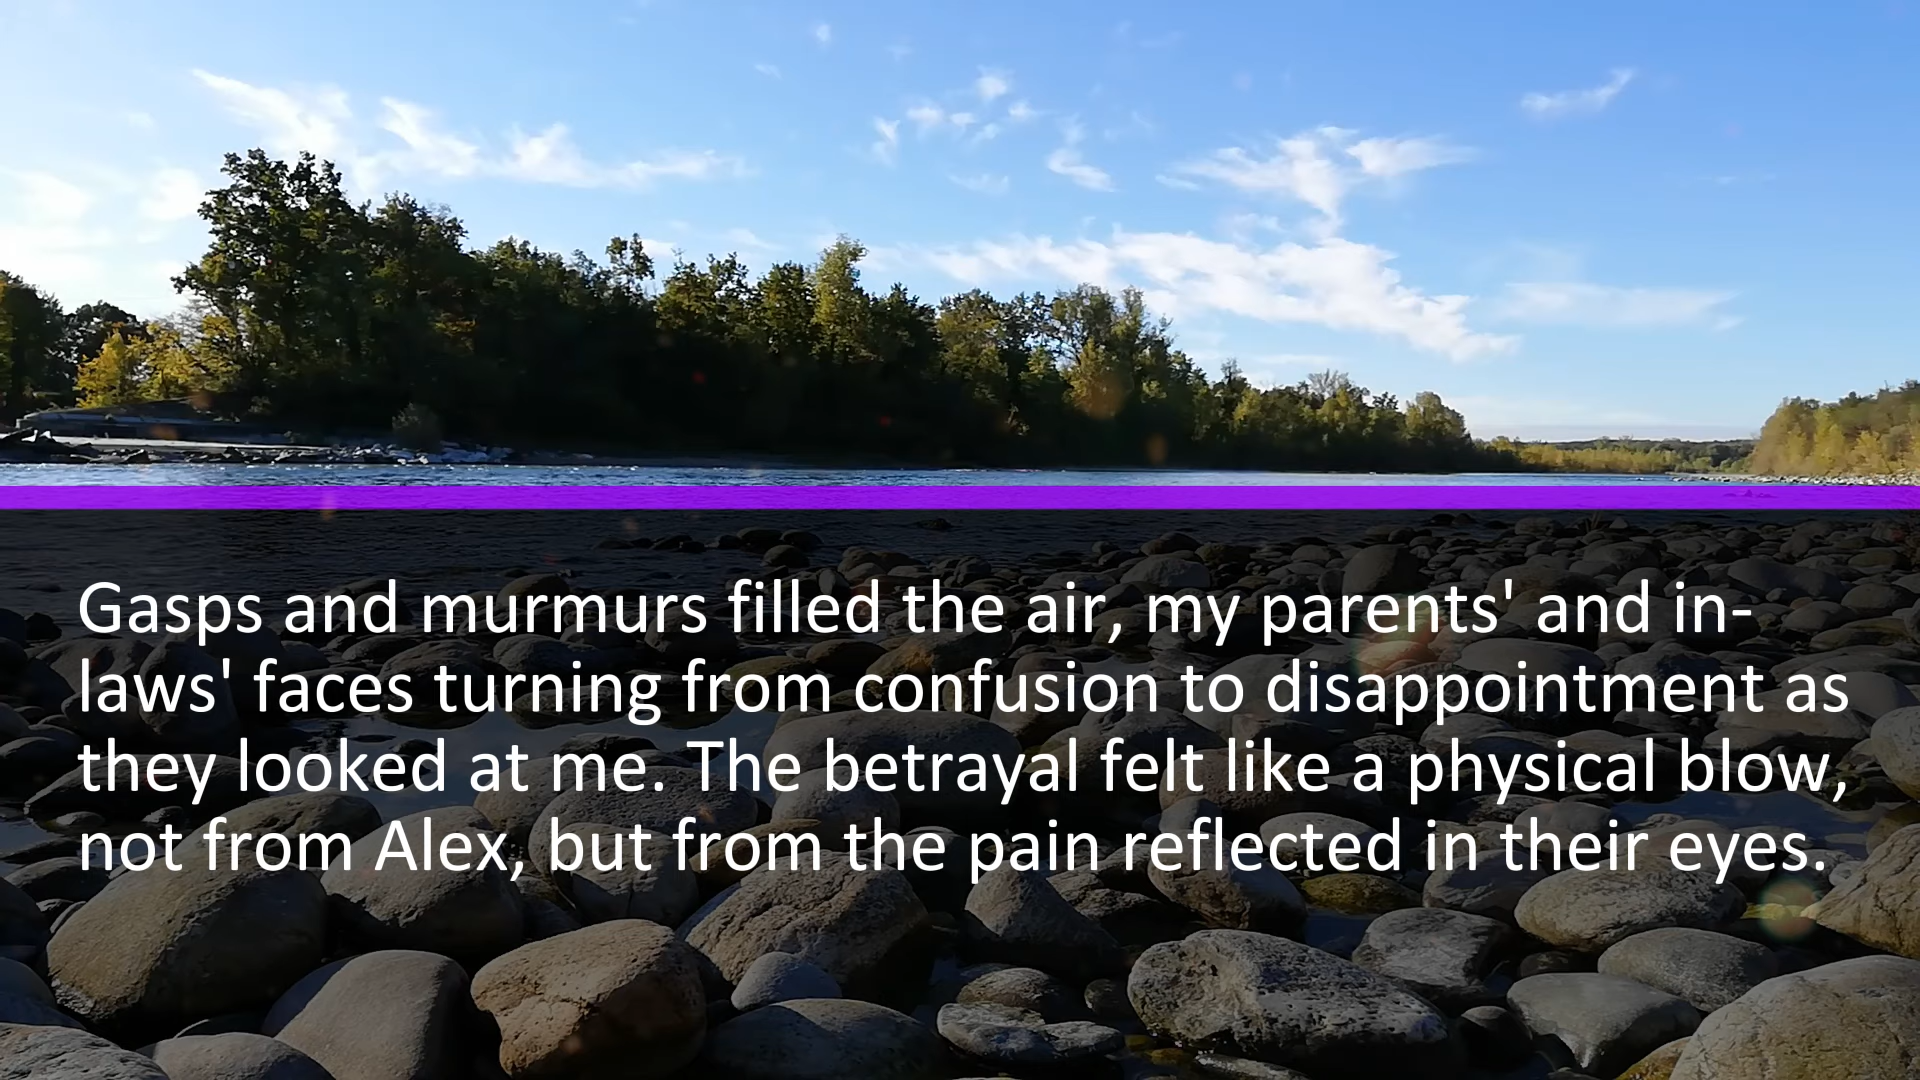 Gasps and murmurs filled the air, my parents' and in-
laws' faces turning from confusion to disappointment as
they looked at me. The betrayal felt like a physical blow,
not from Alex, but from the pain reflected in their eyes.